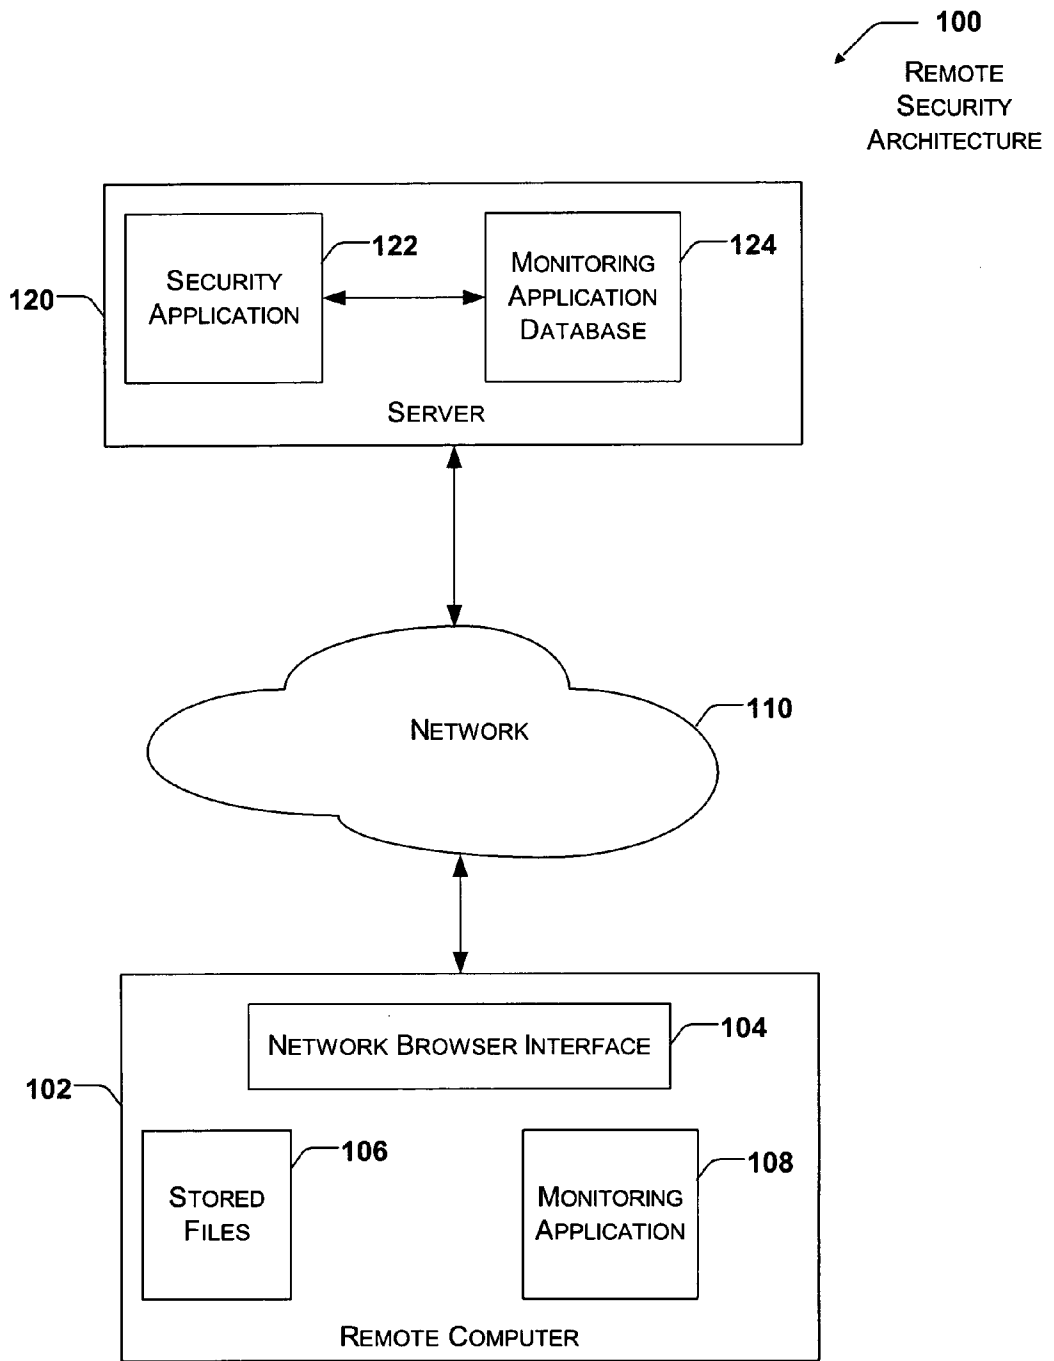 100
REMOTE
SECURITY
ARCHITECTURE
122
124
SECURITY
APPLICATION
MONITORING
APPLICATION
DATABASE
120
SERVER
110
NETWORK
104
NETWORK BROWSER INTERFACE
102
106
108
STORED
FILES
MONITORING
APPLICATION
REMOTE COMPUTER